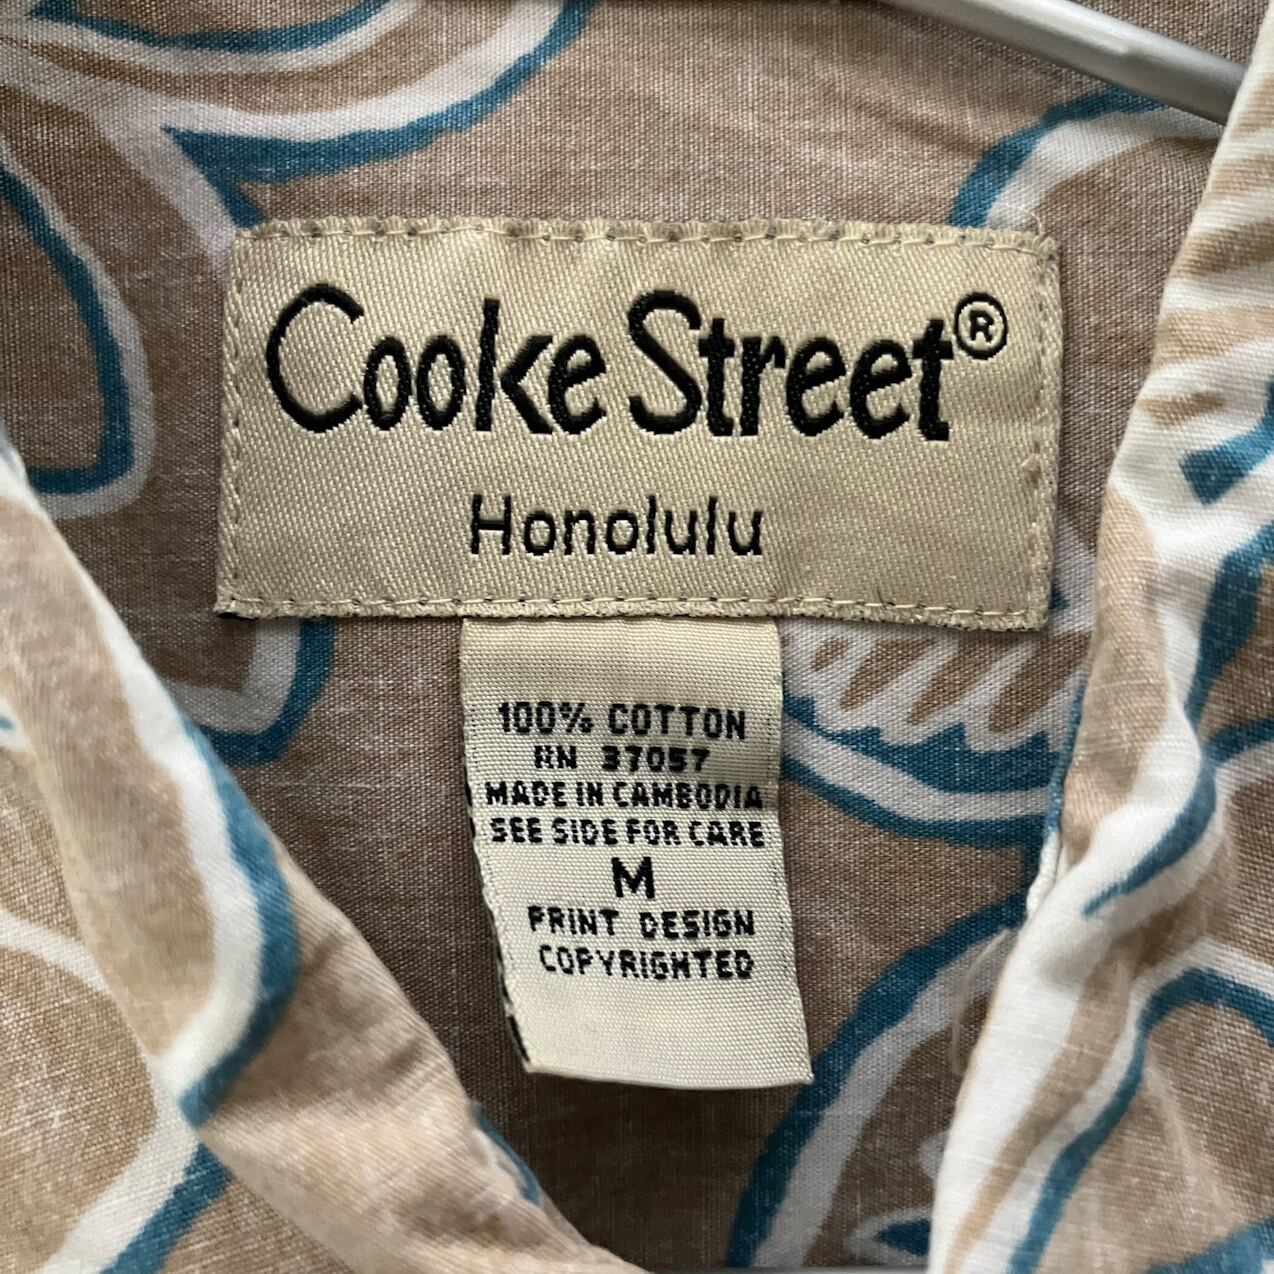 Cooke Street®
Honolulu
100% COTTON
RN 37057
MADE IN CAMBODIA
SEE SIDE FOR CARE
M
PRINT DESIGN
COPYRIGHTED